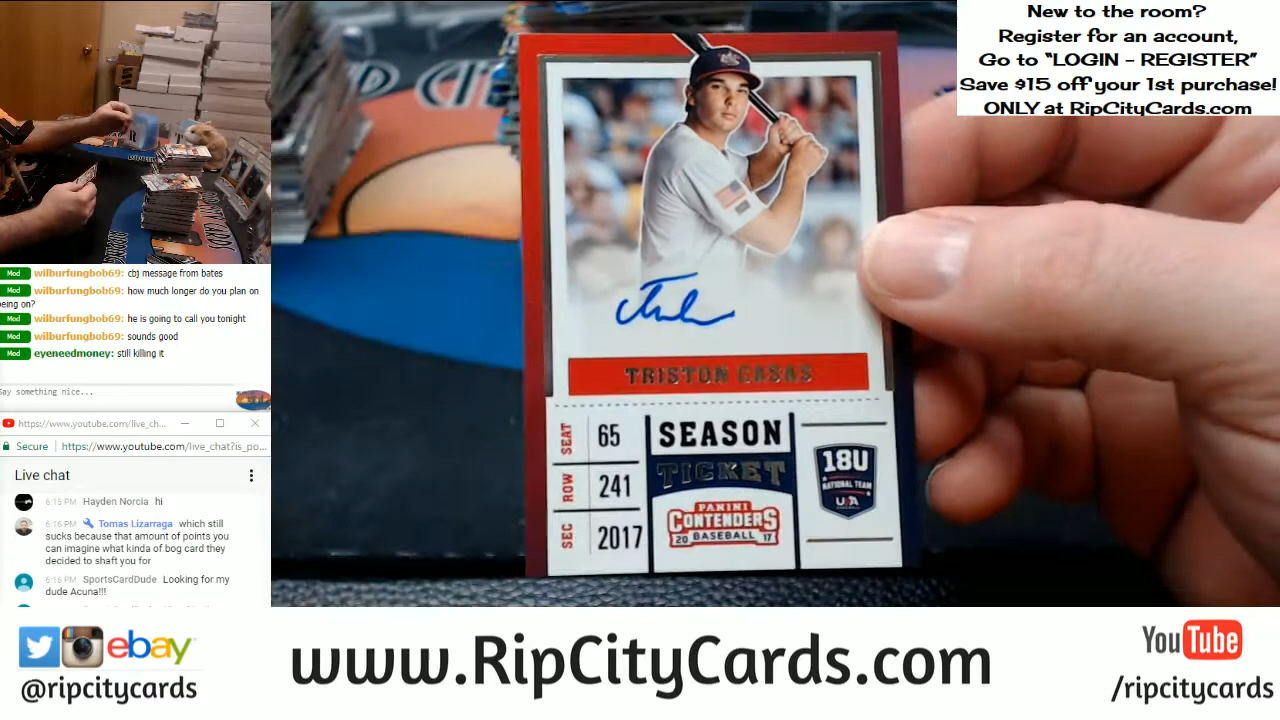 New to the room?
Register for an account,
Go to "LOGIN - REGISTER"
Save $15 off your 1st purchase!
ONLY at RipCityCards.com
Mod wilburfungbob69: cbj message from bates
Mod wilburfungbob69: how much longer do you plan on
being on?
Mod wilburfungbob69: he is going to call you tonight
Mod wilburfungbob69: sounds good
Mod eyeneedmoney: still killing it
Say something nice...
https://www.youtube.com/live_ch...
Secure https://www.youtube.com/live_chat?is_po...
Live chat
6:15 PM Hayden Norcia hi
6:16 PM Tomas Lizarraga which still
sucks because that amount of points you
can imagine what kinda of bog card they
decided to shaft you for
6:16 PM SportsCardDude Looking for my
dude Acuna!!!
TRISTON CASAS
SEAT 65
ROW 241
SEC 2017
SEASON
TICKET
PANINI
CONTENDERS
20 BASEBALL 17
18U
NATIONAL TEAM
USA
ebay
@ripcitycards
www.RipCityCards.com
YouTube
/ripcitycards